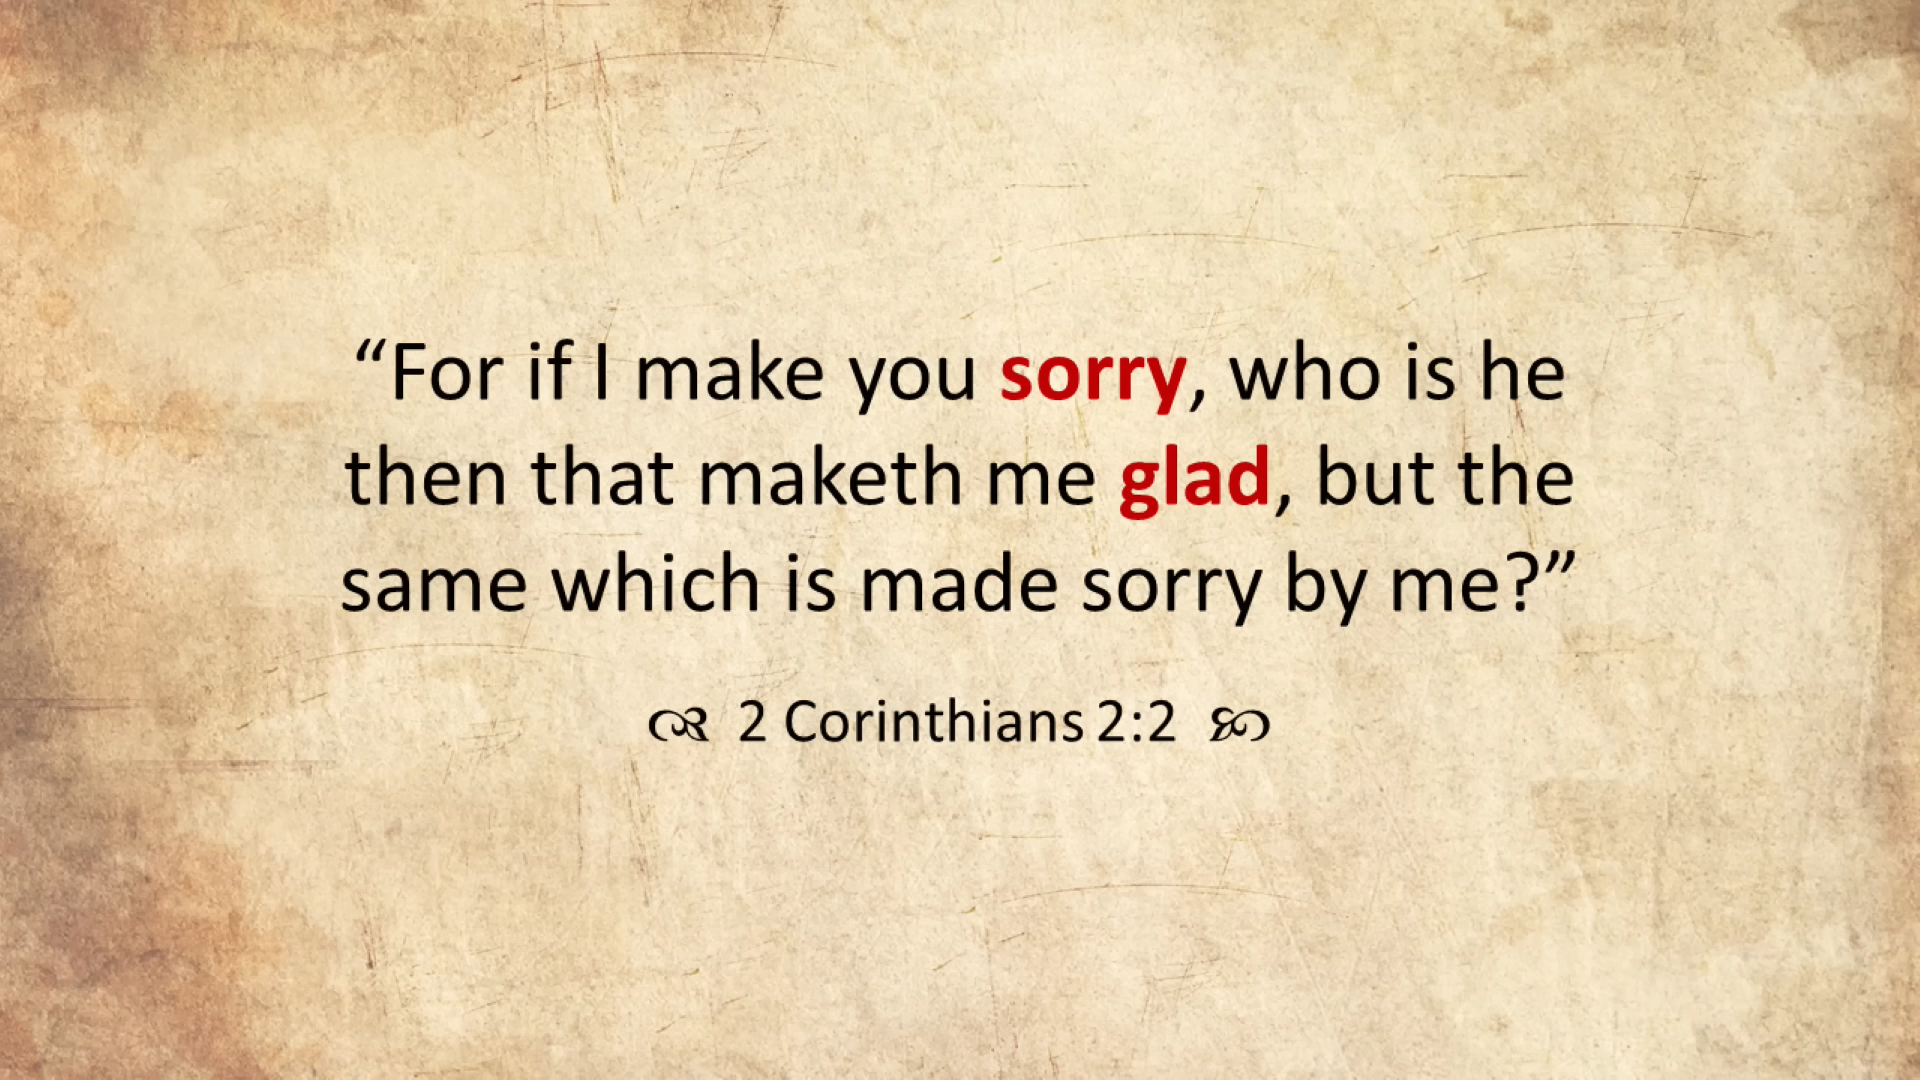 “For if I make you sorry, who is he
then that maketh me glad, but the
same which is made sorry by me?”
2 Corinthians 2:2